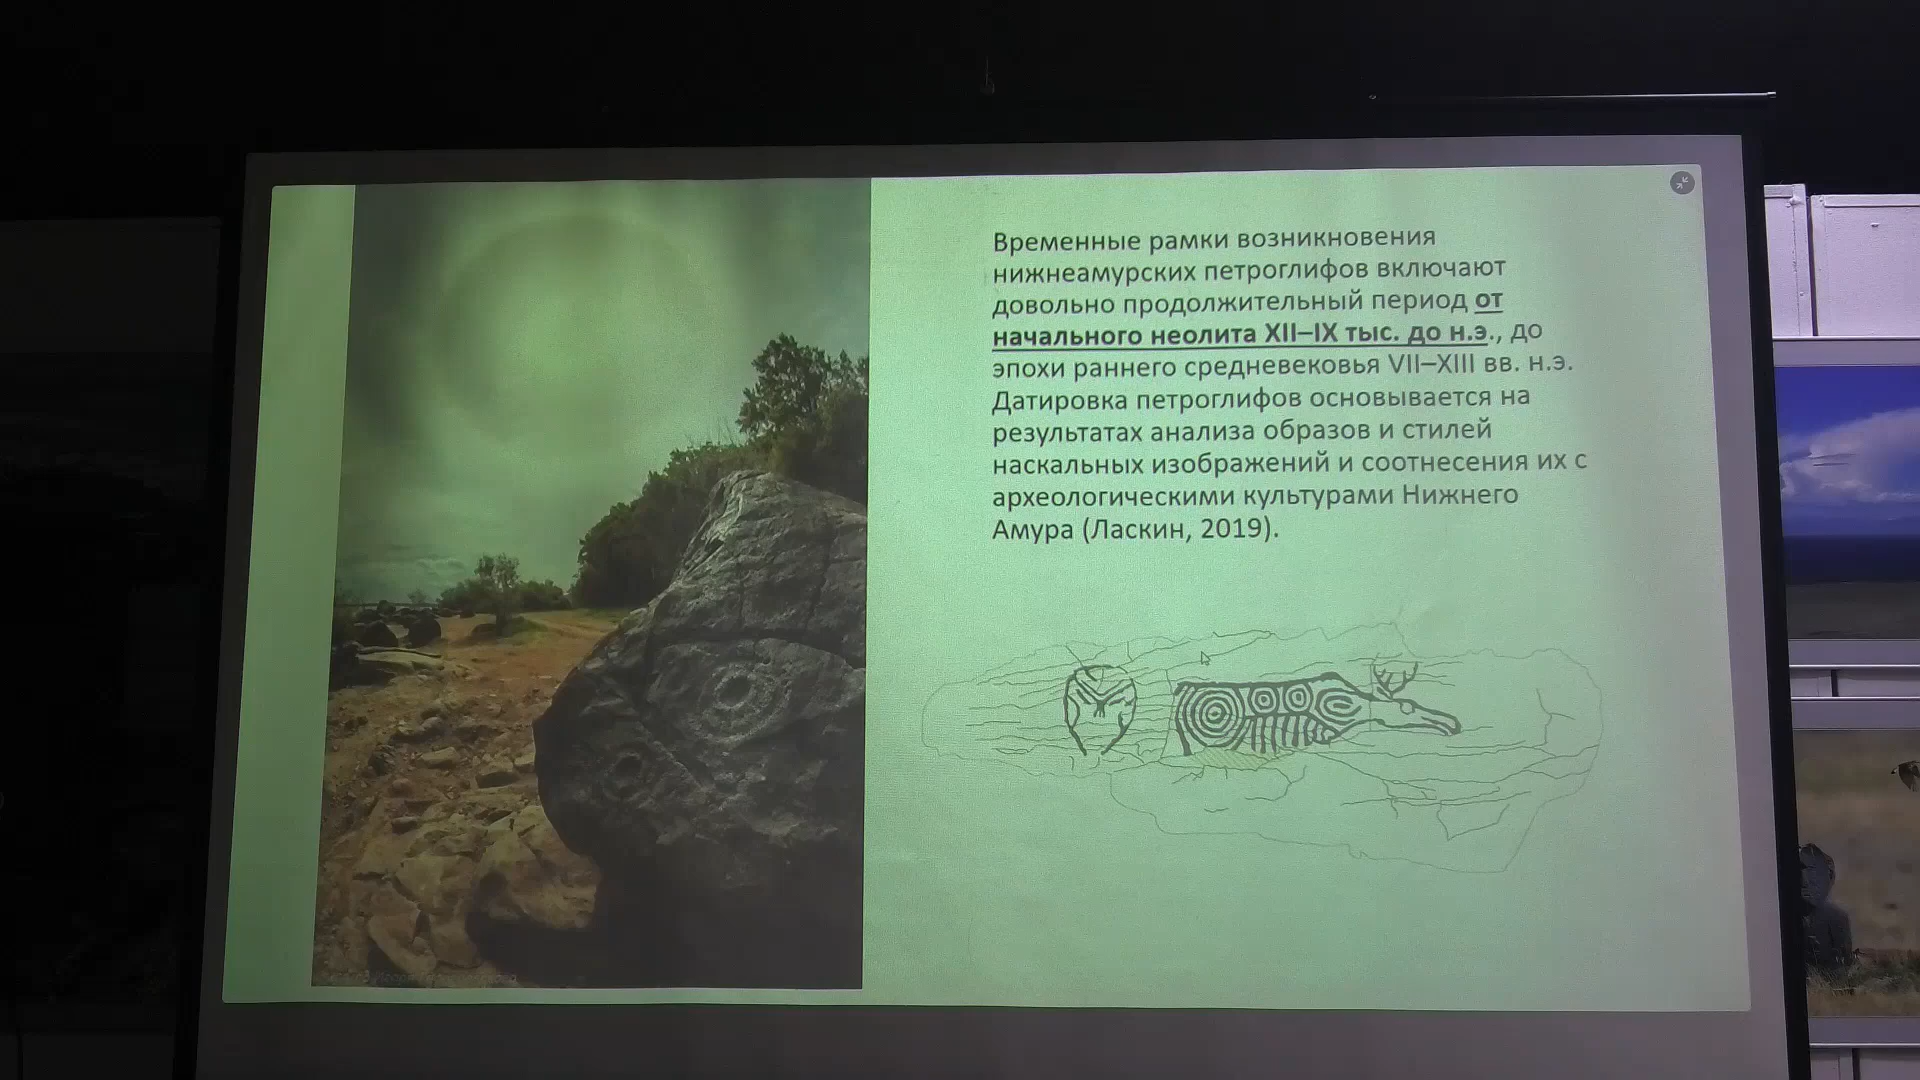 Временные рамки возникновения
нижнеамурских петроглифов включают
довольно продолжительный период от
начального неолита XII–IX тыс. до н.э., до
эпохи раннего средневековья VII–XIII вв. н.э.
Датировка петроглифов основывается на
результатах анализа образов и стилей
наскальных изображений и соотнесения их с
археологическими культурами Нижнего
Амура (Ласкин, 2019).